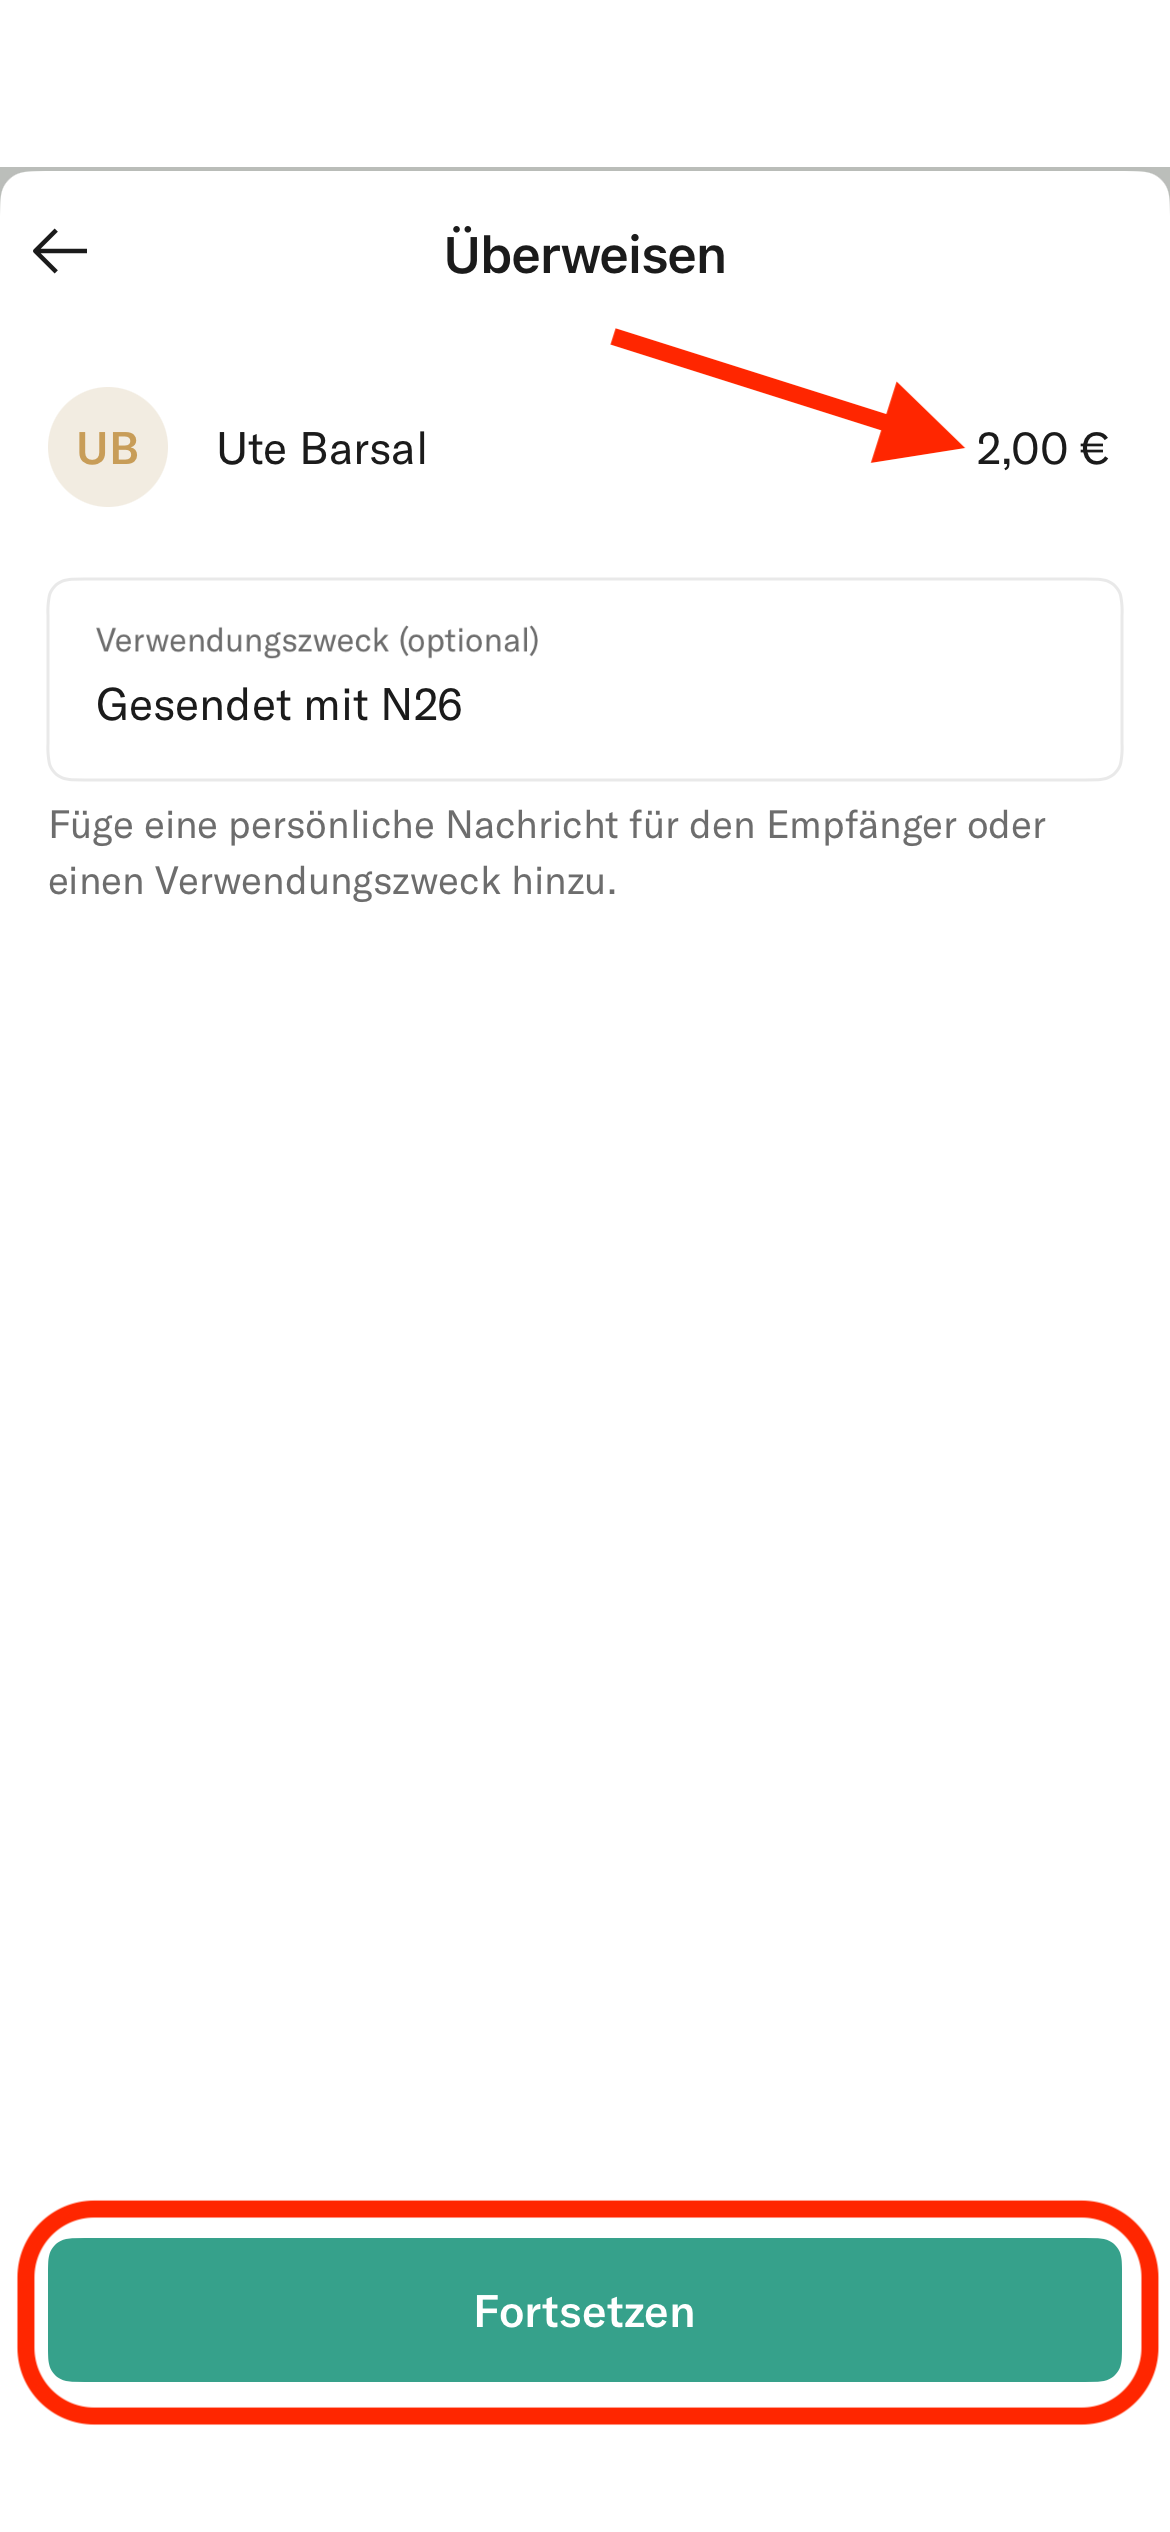 Überweisen
UB
Ute Barsal
2,00 €
Verwendungszweck (optional)
Gesendet mit N26
Füge eine persönliche Nachricht für den Empfänger oder
einen Verwendungszweck hinzu.
Fortsetzen